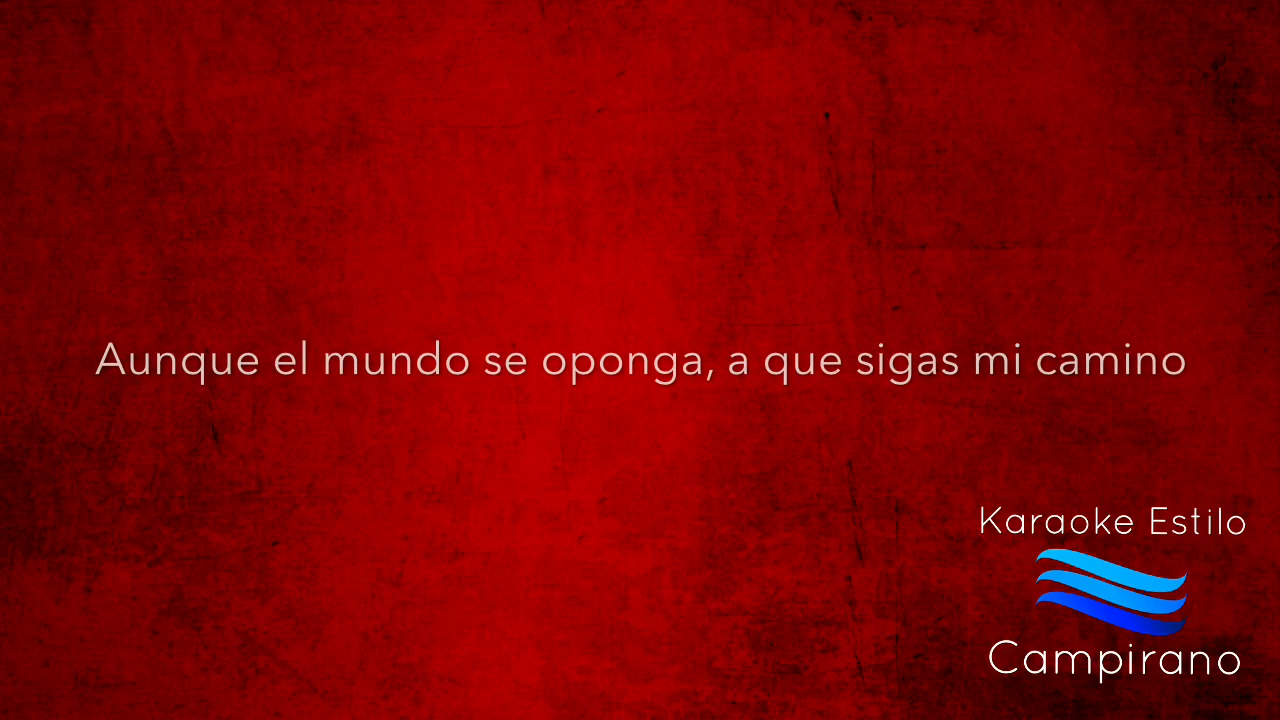 Aunque el mundo se oponga, a que sigas mi camino
Karaoke Estilo
Campirano